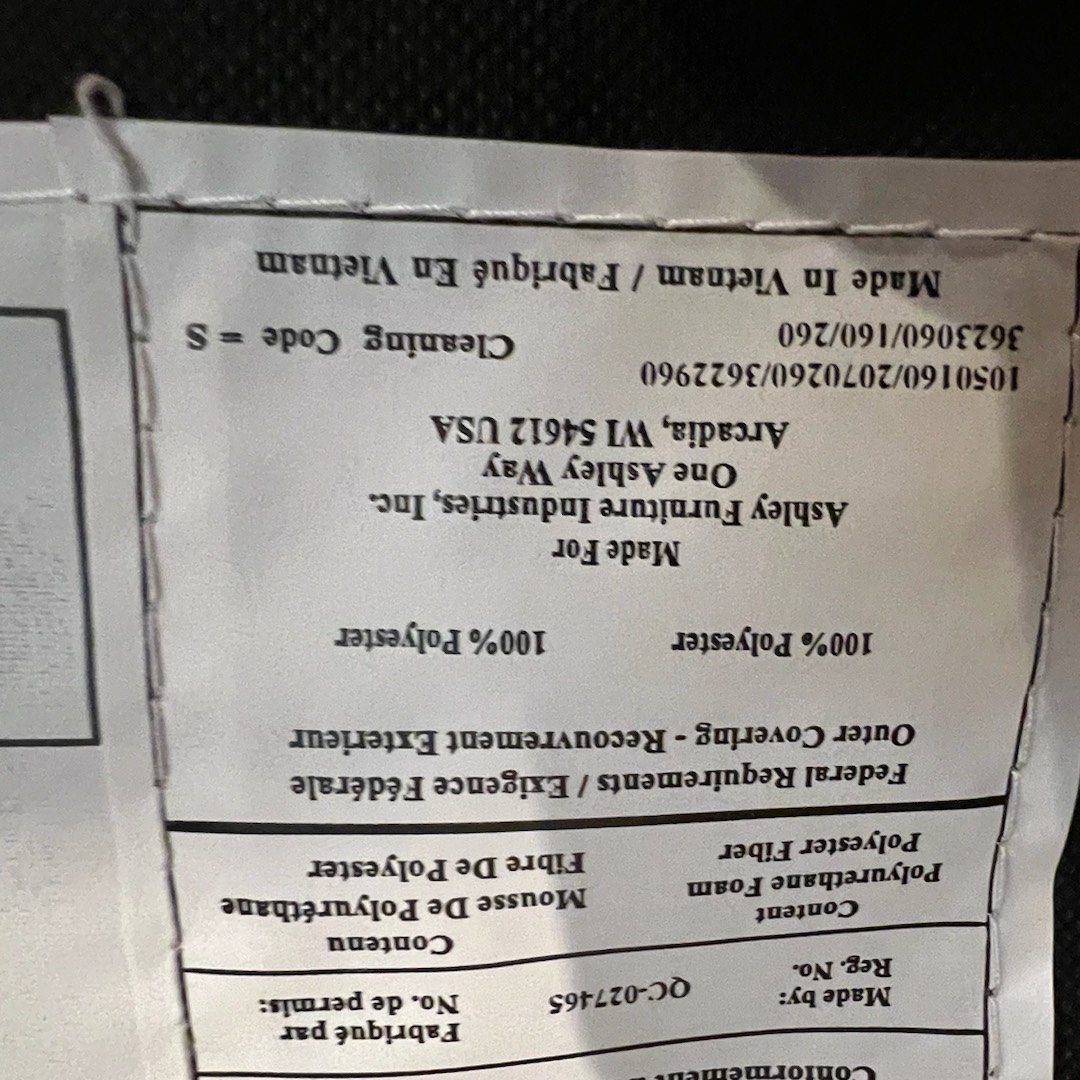 Made by: QC-027465 Fabriqué par
Reg. No. No. de permis:
Content Contenu
Polyurethane Foam Mousse De Polyuréthane
Polyester Fiber Fibre De Polyester
Federal Requirements / Exigence Fédérale
Outer Covering - Recouvrement Exterieur
100% Polyester 100% Polyester
Made For
Ashley Furniture Industries, Inc.
One Ashley Way
Arcadia, WI 54612 USA
1050160/2070260/3622960
3623060/160/260 Cleaning Code = S
Made In Vietnam / Fabriqué En Vietnam